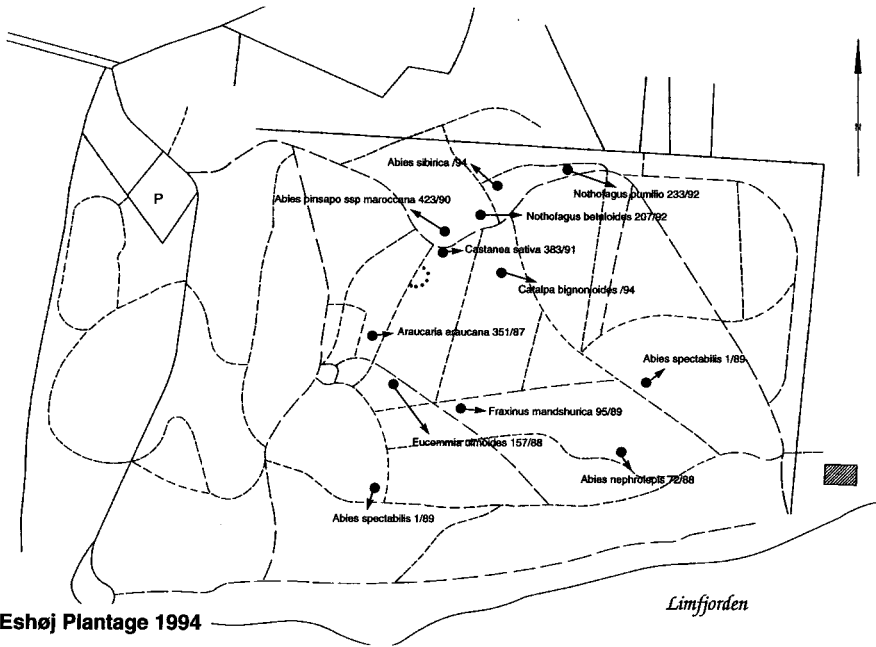 N
Abies sibirica /94
P
Nothofagus pumilio 233/92
Abies pinsapo ssp maroccana 423/90
Nothofagus betuloides 207/92
Castanea sativa 383/91
Catalpa bignonioides /94
Araucaria araucana 351/87
Abies spectabilis 1/89
Fraxinus mandshurica 95/89
Eucommia ulmoides 157/88
Abies nephrolepis 72/88
Abies spectabilis 1/89
Limfjorden
Eshøj Plantage 1994